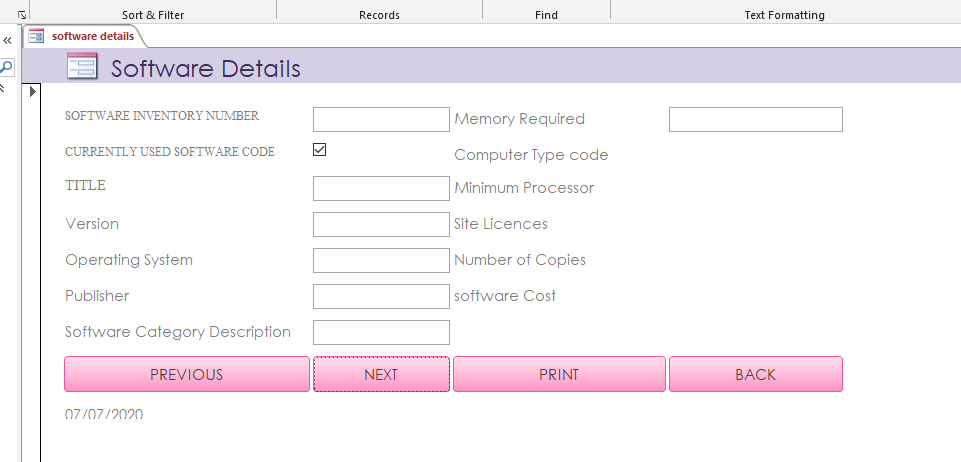 Sort & Filter Records Find Text Formatting
software details
Software Details
SOFTWARE INVENTORY NUMBER Memory Required
CURRENTLY USED SOFTWARE CODE Computer Type code
TITLE Minimum Processor
Version Site Licences
Operating System Number of Copies
Publisher software Cost
Software Category Description
PREVIOUS NEXT PRINT BACK
07/07/2020